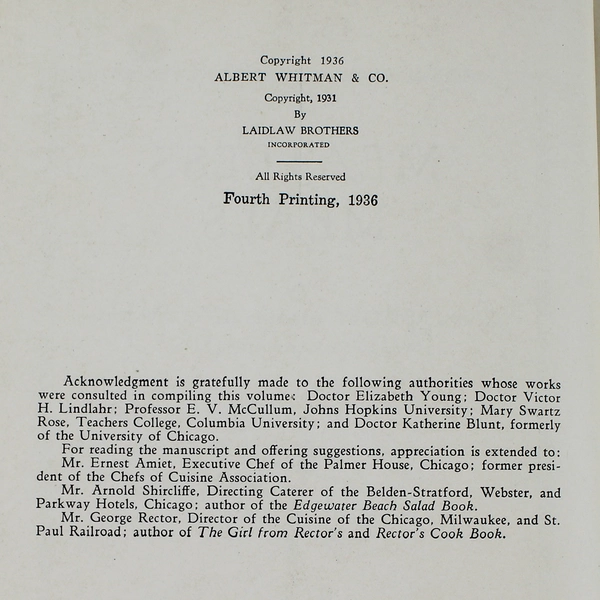 Copyright 1936
ALBERT WHITMAN & CO.
Copyright, 1931
By
LAIDLAW BROTHERS
INCORPORATED
All Rights Reserved
Fourth Printing, 1936
Acknowledgment is gratefully made to the following authorities whose works
were consulted in compiling this volume: Doctor Elizabeth Young; Doctor Victor
H. Lindlahr; Professor E. V. McCullum, Johns Hopkins University; Mary Swartz
Rose, Teachers College, Columbia University; and Doctor Katherine Blunt, formerly
of the University of Chicago.
For reading the manuscript and offering suggestions, appreciation is extended to:
Mr. Ernest Amiet, Executive Chef of the Palmer House, Chicago; former presi-
dent of the Chefs of Cuisine Association.
Mr. Arnold Shircliffe, Directing Caterer of the Belden-Stratford, Webster, and
Parkway Hotels, Chicago; author of the Edgewater Beach Salad Book.
Mr. George Rector, Director of the Cuisine of the Chicago, Milwaukee, and St.
Paul Railroad; author of The Girl from Rector's and Rector's Cook Book.